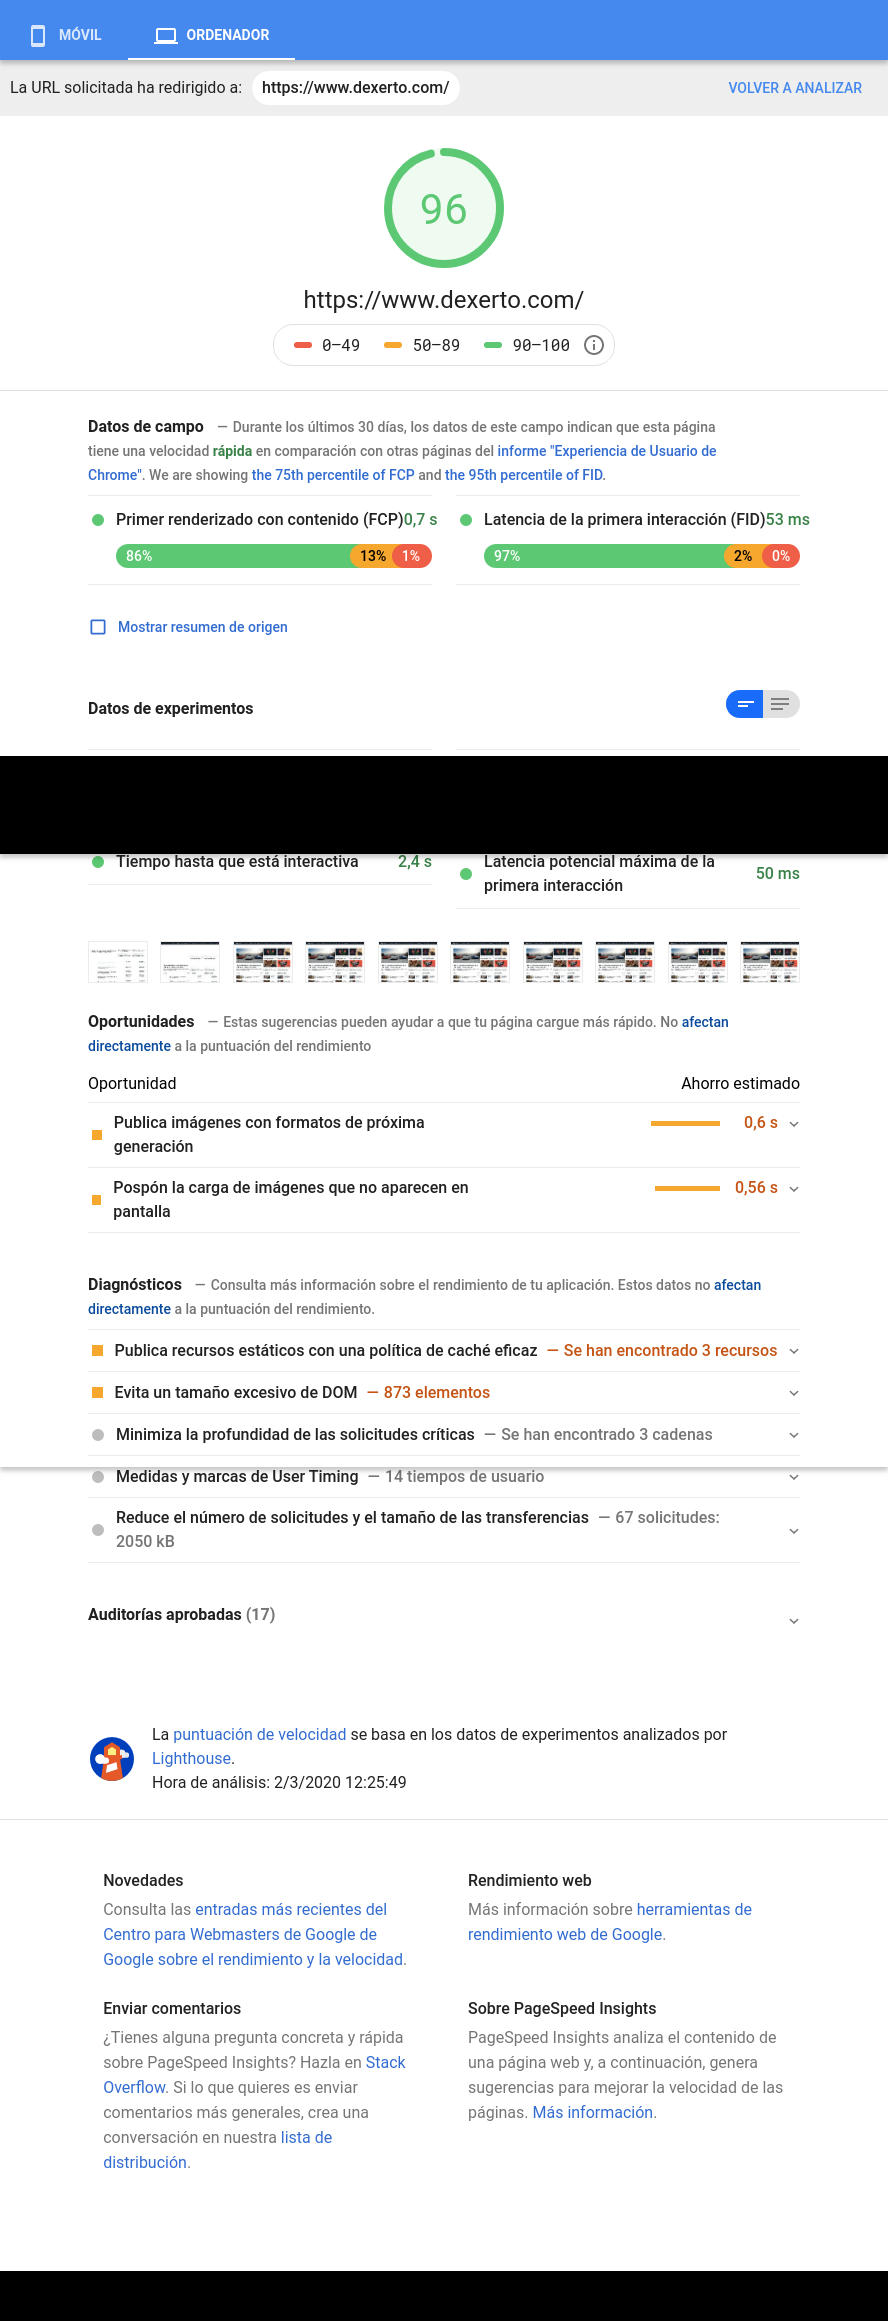 MÓVIL
ORDENADOR
La URL solicitada ha redirigido a: https://www.dexerto.com/ VOLVER A ANALIZAR
96
https://www.dexerto.com/
0–49 50–89 90–100
Datos de campo — Durante los últimos 30 días, los datos de este campo indican que esta página
tiene una velocidad rápida en comparación con otras páginas del informe "Experiencia de Usuario de
Chrome". We are showing the 75th percentile of FCP and the 95th percentile of FID.
Primer renderizado con contenido (FCP) 0,7 s
86% 13% 1%
Latencia de la primera interacción (FID) 53 ms
97% 2% 0%
Mostrar resumen de origen
Datos de experimentos
Tiempo hasta que está interactiva 2,4 s
Latencia potencial máxima de la
primera interacción
50 ms
Oportunidades — Estas sugerencias pueden ayudar a que tu página cargue más rápido. No afectan
directamente a la puntuación del rendimiento
Oportunidad Ahorro estimado
Publica imágenes con formatos de próxima
generación
0,6 s
Pospón la carga de imágenes que no aparecen en
pantalla
0,56 s
Diagnósticos — Consulta más información sobre el rendimiento de tu aplicación. Estos datos no afectan
directamente a la puntuación del rendimiento.
Publica recursos estáticos con una política de caché eficaz — Se han encontrado 3 recursos
Evita un tamaño excesivo de DOM — 873 elementos
Minimiza la profundidad de las solicitudes críticas — Se han encontrado 3 cadenas
Medidas y marcas de User Timing — 14 tiempos de usuario
Reduce el número de solicitudes y el tamaño de las transferencias — 67 solicitudes:
2050 kB
Auditorías aprobadas (17)
La puntuación de velocidad se basa en los datos de experimentos analizados por
Lighthouse.
Hora de análisis: 2/3/2020 12:25:49
Novedades
Consulta las entradas más recientes del
Centro para Webmasters de Google de
Google sobre el rendimiento y la velocidad.
Rendimiento web
Más información sobre herramientas de
rendimiento web de Google.
Enviar comentarios
¿Tienes alguna pregunta concreta y rápida
sobre PageSpeed Insights? Hazla en Stack
Overflow. Si lo que quieres es enviar
comentarios más generales, crea una
conversación en nuestra lista de
distribución.
Sobre PageSpeed Insights
PageSpeed Insights analiza el contenido de
una página web y, a continuación, genera
sugerencias para mejorar la velocidad de las
páginas. Más información.